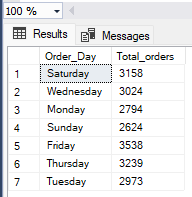 100 %
Results Messages
Order_Day Total_orders
1 Saturday 3158
2 Wednesday 3024
3 Monday 2794
4 Sunday 2624
5 Friday 3538
6 Thursday 3239
7 Tuesday 2973